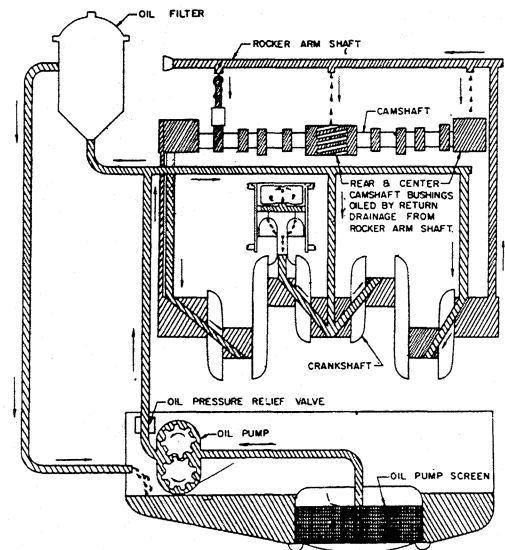 OIL FILTER
ROCKER ARM SHAFT
CAMSHAFT
REAR & CENTER
CAMSHAFT BUSHINGS
OILED BY RETURN
DRAINAGE FROM
ROCKER ARM SHAFT.
CRANKSHAFT
OIL PRESSURE RELIEF VALVE
OIL PUMP
OIL PUMP SCREEN